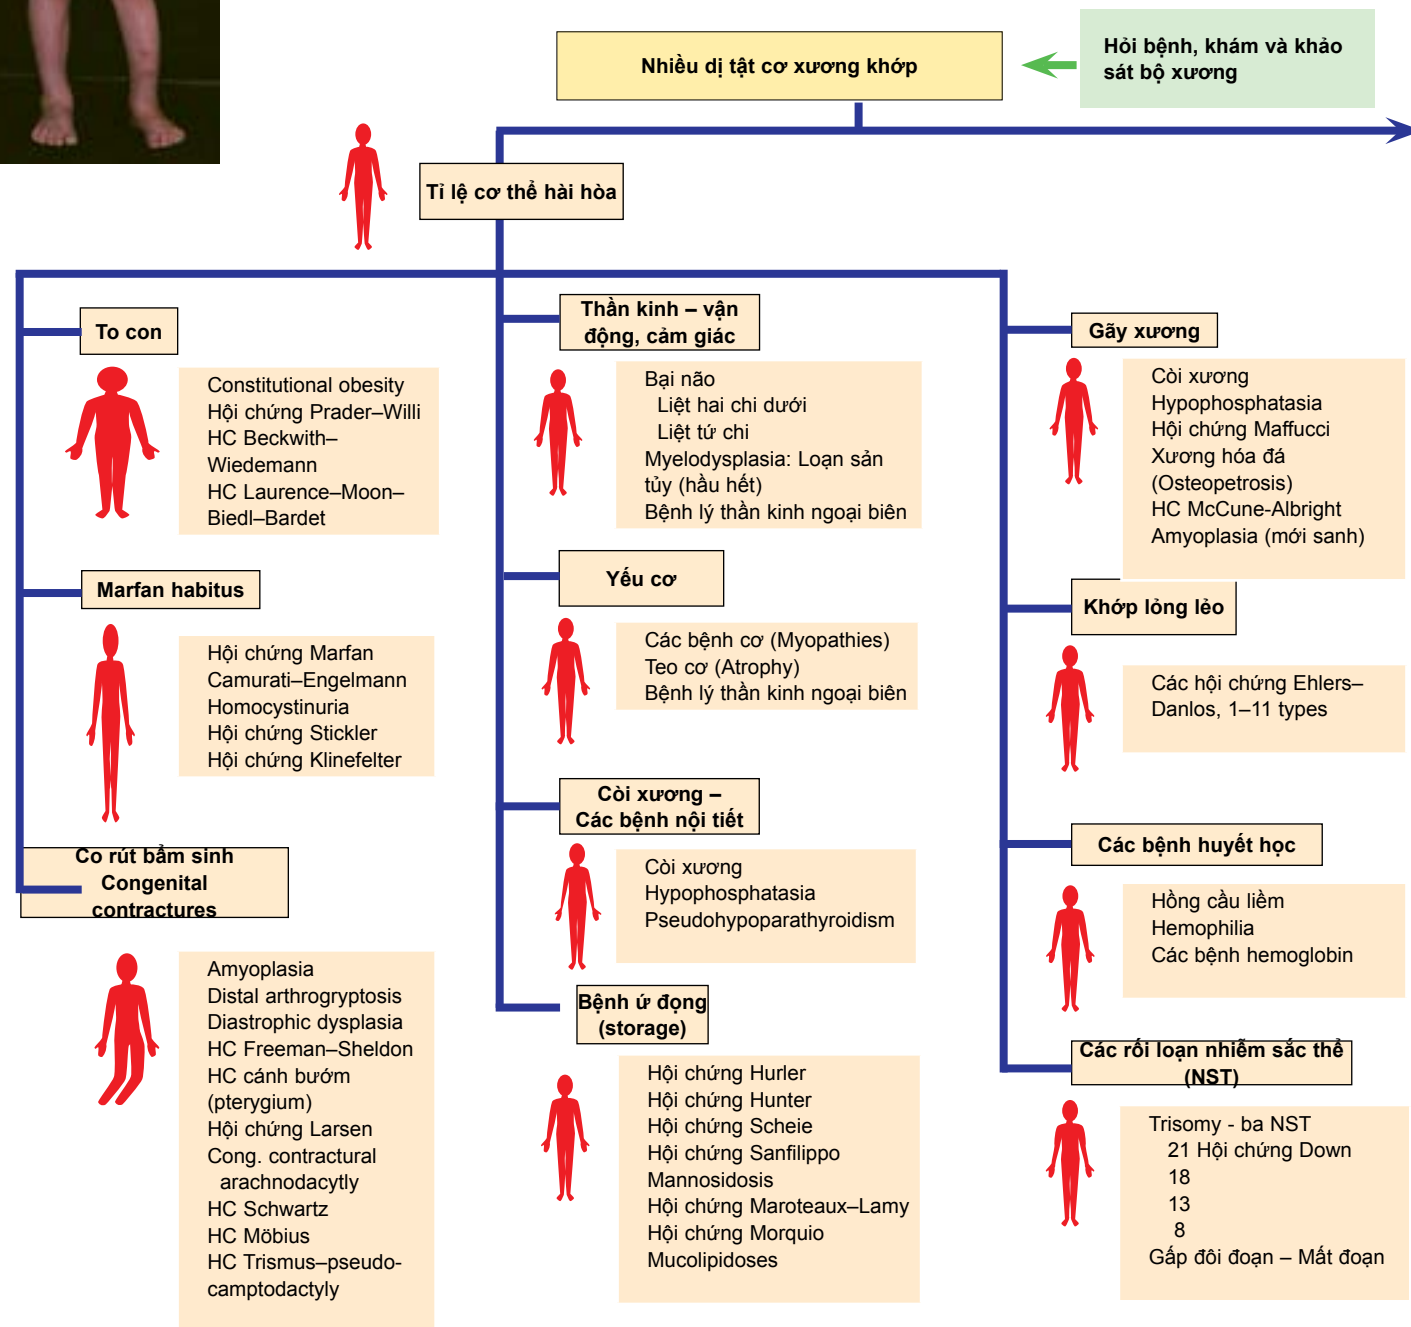 Nhiều dị tật cơ xương khớp
Hỏi bệnh, khám và khảo
sát bộ xương
Tỉ lệ cơ thể hài hòa
To con
Constitutional obesity
Hội chứng Prader–Willi
HC Beckwith–
Wiedemann
HC Laurence–Moon–
Biedl–Bardet
Marfan habitus
Hội chứng Marfan
Camurati–Engelmann
Homocystinuria
Hội chứng Stickler
Hội chứng Klinefelter
Co rút bẩm sinh
Congenital
contractures
Amyoplasia
Distal arthrogryptosis
Diastrophic dysplasia
HC Freeman–Sheldon
HC cánh bướm
(pterygium)
Hội chứng Larsen
Cong. contractural
arachnodacytly
HC Schwartz
HC Möbius
HC Trismus–pseudo-
camptodactyly
Thần kinh – vận
động, cảm giác
Bại não
Liệt hai chi dưới
Liệt tứ chi
Myelodysplasia: Loạn sản
tủy (hầu hết)
Bệnh lý thần kinh ngoại biên
Yếu cơ
Các bệnh cơ (Myopathies)
Teo cơ (Atrophy)
Bệnh lý thần kinh ngoại biên
Còi xương –
Các bệnh nội tiết
Còi xương
Hypophosphatasia
Pseudohypoparathyroidism
Bệnh ứ đọng
(storage)
Hội chứng Hurler
Hội chứng Hunter
Hội chứng Scheie
Hội chứng Sanfilippo
Mannosidosis
Hội chứng Maroteaux–Lamy
Hội chứng Morquio
Mucolipidoses
Gãy xương
Còi xương
Hypophosphatasia
Hội chứng Maffucci
Xương hóa đá
(Osteopetrosis)
HC McCune-Albright
Amyoplasia (mới sanh)
Khớp lỏng lẻo
Các hội chứng Ehlers–
Danlos, 1–11 types
Các bệnh huyết học
Hồng cầu liềm
Hemophilia
Các bệnh hemoglobin
Các rối loạn nhiễm sắc thể
(NST)
Trisomy - ba NST
21 Hội chứng Down
18
13
8
Gấp đôi đoạn – Mất đoạn